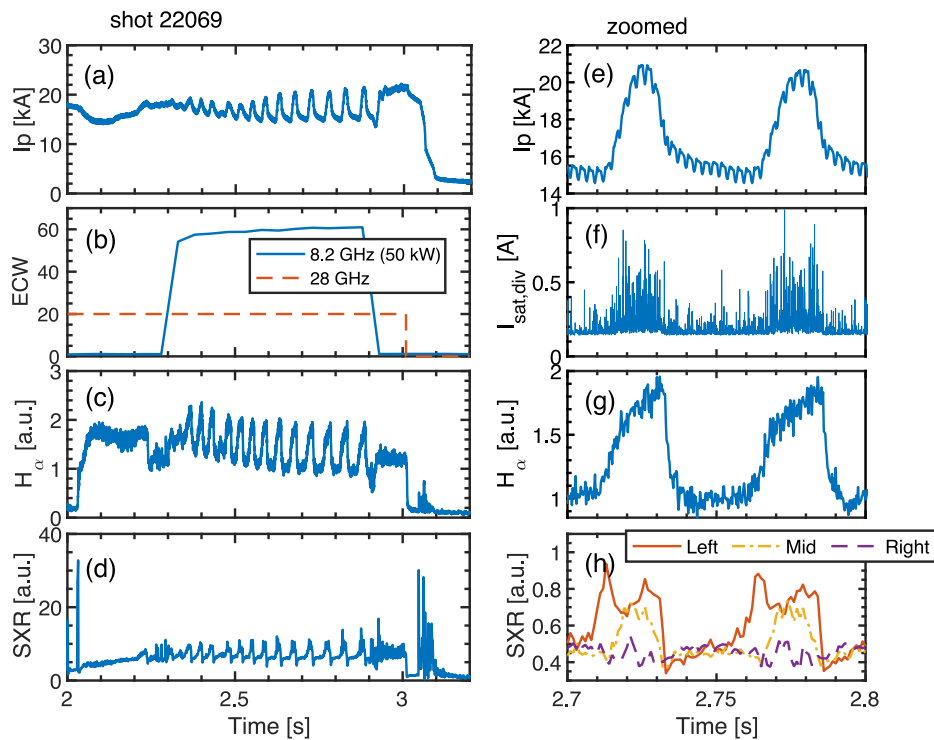 shot 22069
zoomed
30
20
10
0
Ip [kA]
(a)
22
20
18
16
14
Ip [kA]
(e)
60
40
20
0
ECW
(b)
8.2 GHz (50 kW)
28 GHz
1
0.5
0
I_sat,div [A]
(f)
3
2
1
0
H_α [a.u.]
(c)
2
1.5
1
H_α [a.u.]
(g)
40
20
0
SXR [a.u.]
(d)
2
2.5
3
Time [s]
1
0.8
0.6
0.4
SXR [a.u.]
(h)
Left
Mid
Right
2.7
2.75
2.8
Time [s]